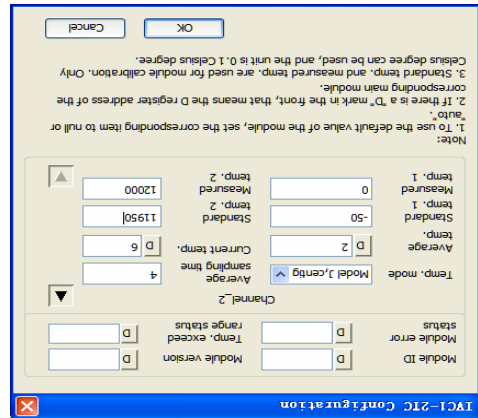 IVC1-2TC Configuration
Module ID D Module version D
Module error status D Temp. exceed range status D
Channel_2
Temp. mode Model J,centig Average sampling time 4
Average temp. D 2 Current temp. D 6
Standard temp. 1 -50 Standard temp. 2 11950
Measured temp. 1 0 Measured temp. 2 12000
Note:
1. To use the default value of the module, set the corresponding item to null or
"auto".
2. If there is a "D" mark in the front, that means the D register address of the
corresponding main module.
3. Standard temp. and measured temp. are used for module calibration. Only
Celsius degree can be used, and the unit is 0.1 Celsius degree.
OK Cancel